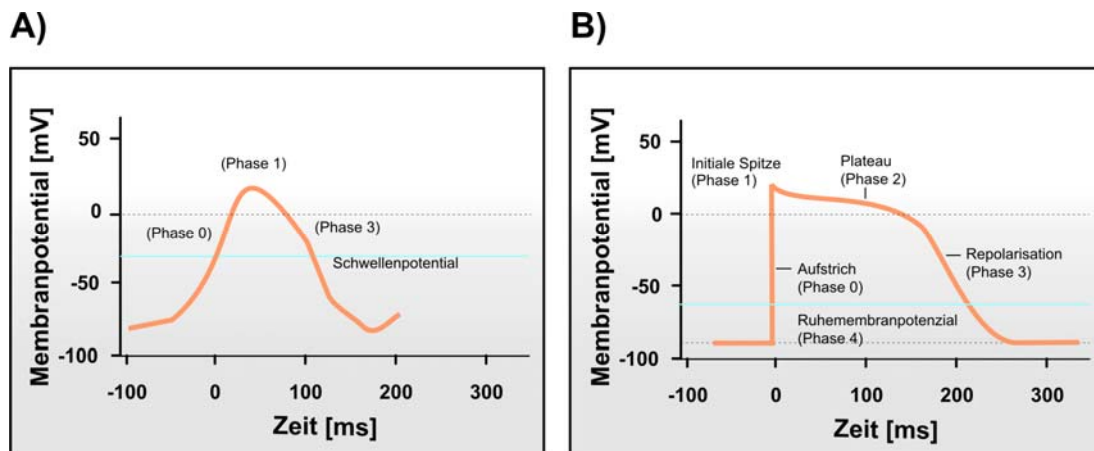 A)
Membranpotential [mV]
50
0
-50
-100
(Phase 1)
(Phase 0)
(Phase 3)
Schwellenpotential
-100
0
100
200
300
Zeit [ms]
B)
Membranpotential [mV]
50
0
-50
-100
Initiale Spitze
(Phase 1)
Plateau
(Phase 2)
Aufstrich
(Phase 0)
Repolarisation
(Phase 3)
Ruhemembranpotenzial
(Phase 4)
-100
0
100
200
300
Zeit [ms]